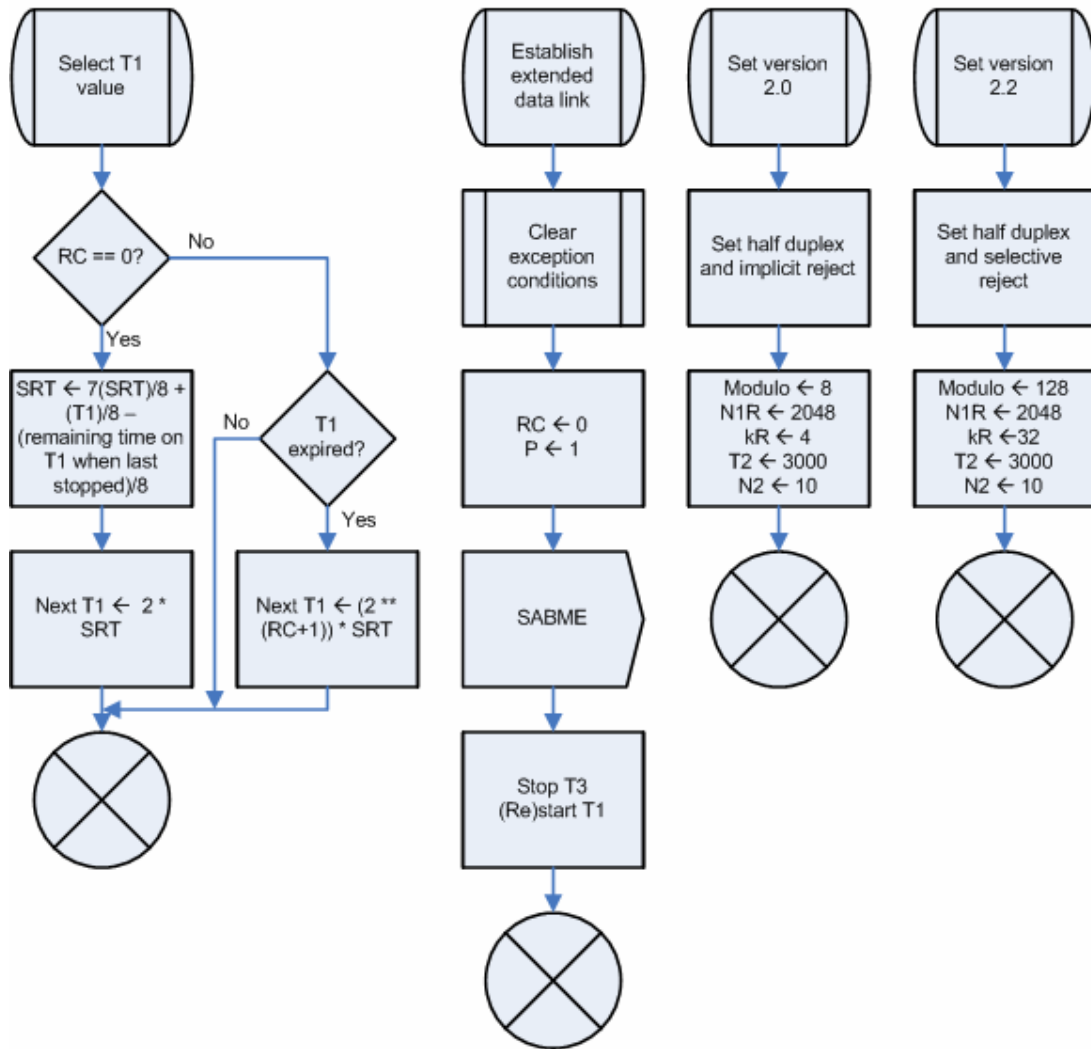 Select T1
value
RC == 0?
No
Yes
SRT ← 7(SRT)/8 +
(T1)/8 –
(remaining time on
T1 when last
stopped)/8
No
T1
expired?
Yes
Next T1 ← 2 *
SRT
Next T1 ← (2 **
(RC+1)) * SRT
Establish
extended
data link
Clear
exception
conditions
RC ← 0
P ← 1
SABME
Stop T3
(Re)start T1
Set version
2.0
Set half duplex
and implicit reject
Modulo ← 8
N1R ← 2048
kR ← 4
T2 ← 3000
N2 ← 10
Set version
2.2
Set half duplex
and selective
reject
Modulo ← 128
N1R ← 2048
kR ←32
T2 ← 3000
N2 ← 10